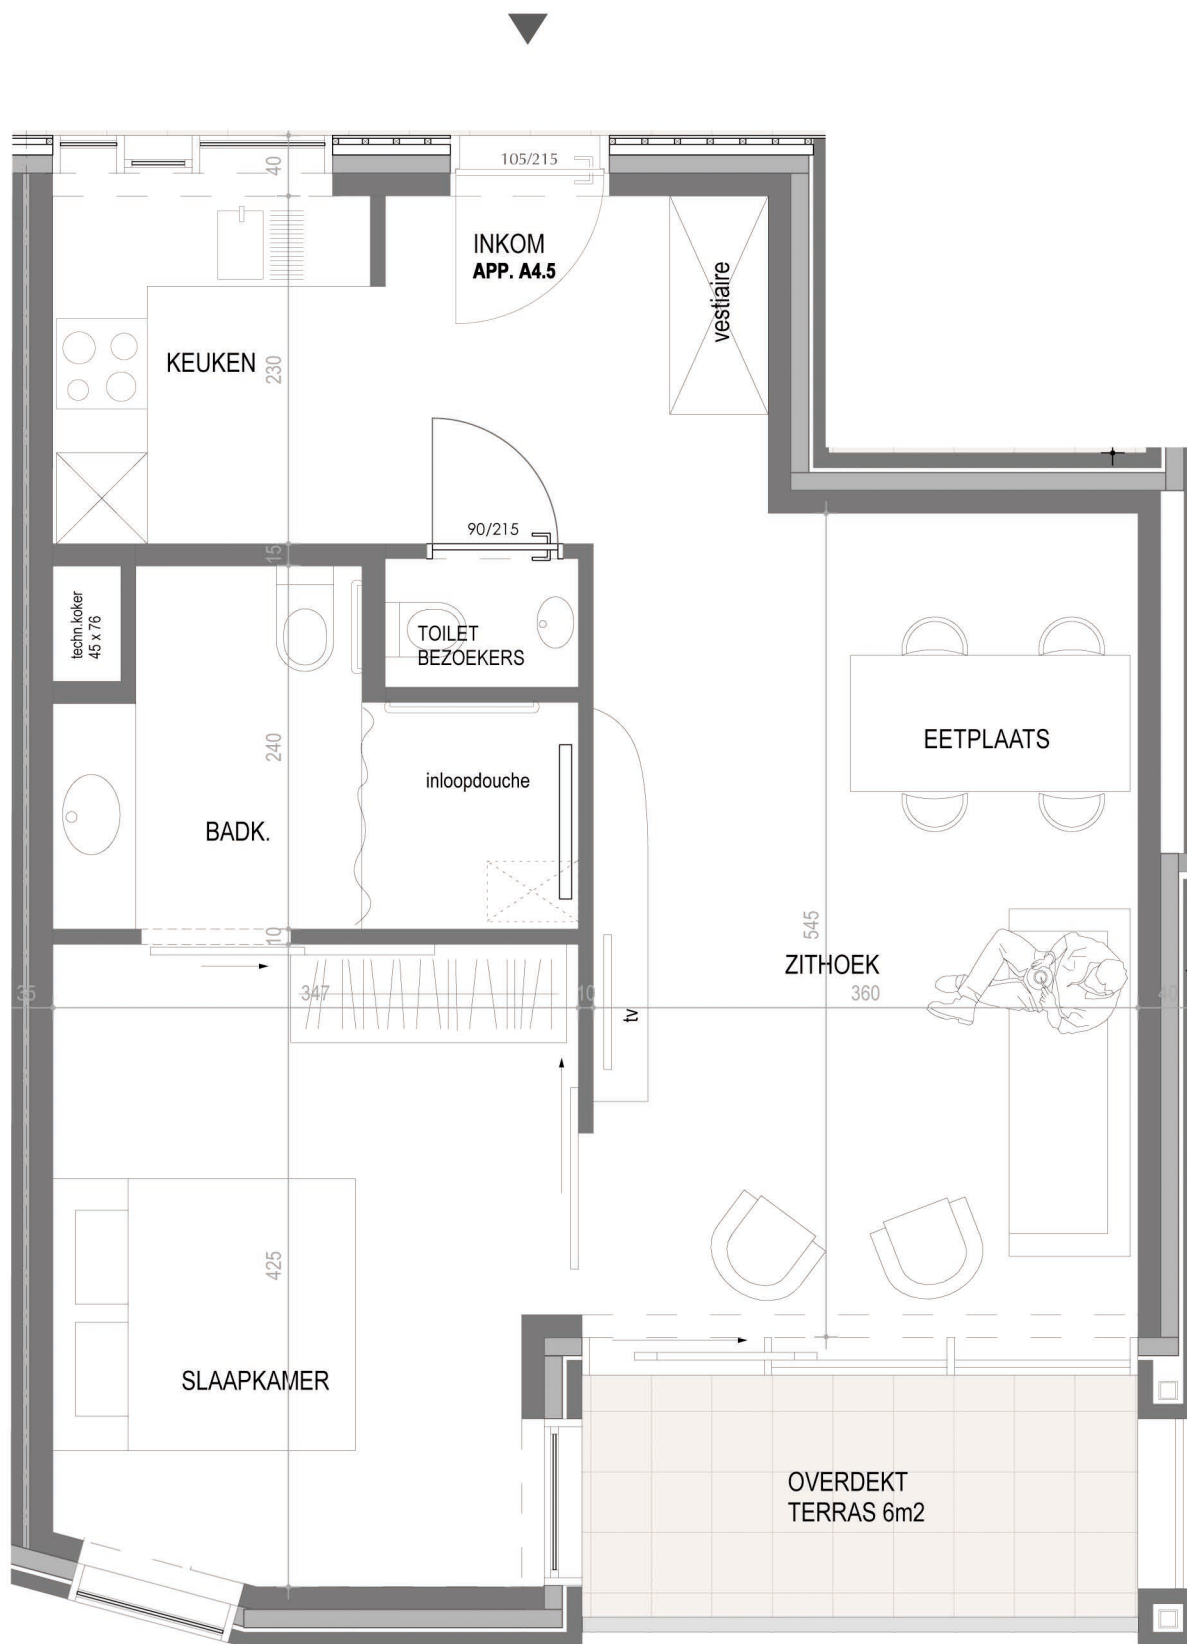 105/215
40
INKOM
APP. A4.5
vestiaire
KEUKEN
230
90/215
15
techn.koker
45 x 76
TOILET
BEZOEKERS
EETPLAATS
240
inloopdouche
BADK.
10
545
ZITHOEK
35
347
10
360
40
tv
425
SLAAPKAMER
OVERDEKT
TERRAS 6m2